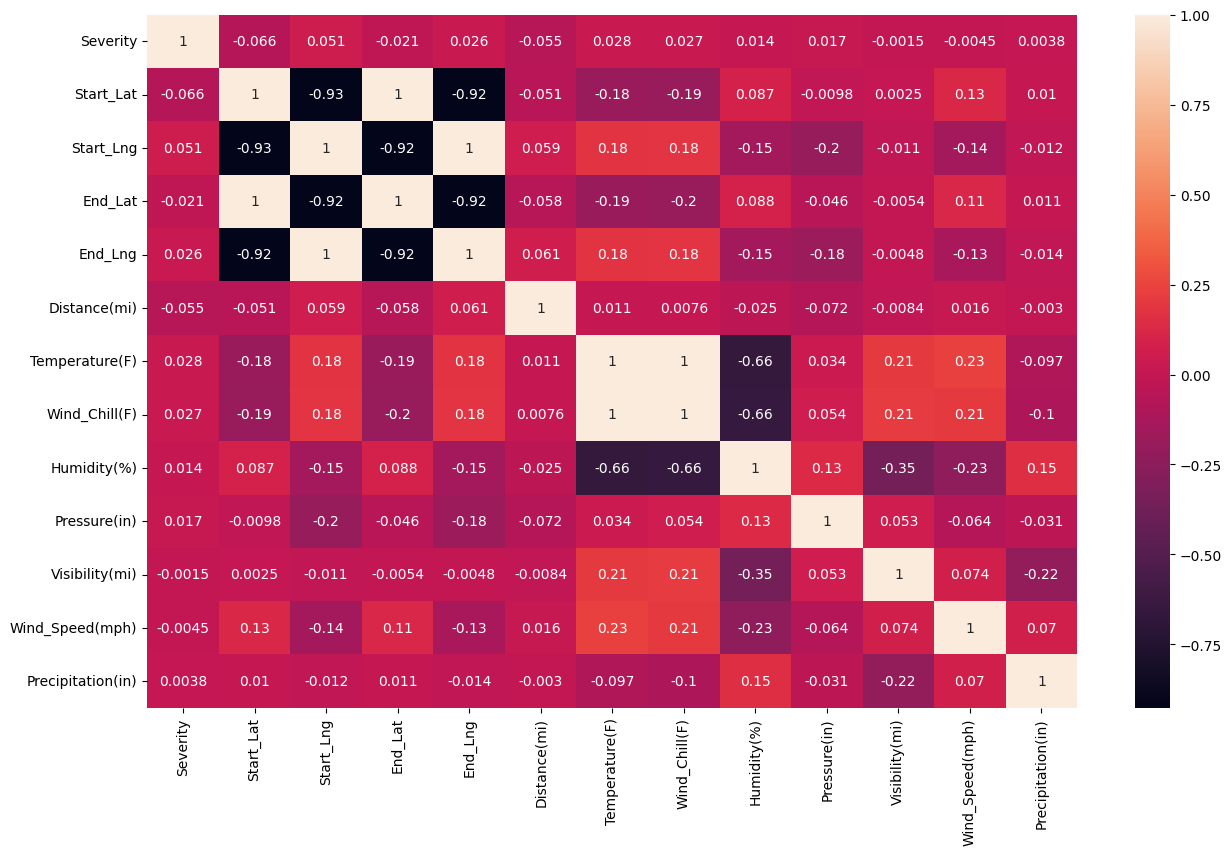 Severity 1 -0.066 0.051 -0.021 0.026 -0.055 0.028 0.027 0.014 0.017 -0.0015 -0.0045 0.0038
Start_Lat -0.066 1 -0.93 1 -0.92 -0.051 -0.18 -0.19 0.087 -0.0098 0.0025 0.13 0.01
Start_Lng 0.051 -0.93 1 -0.92 1 0.059 0.18 0.18 -0.15 -0.2 -0.011 -0.14 -0.012
End_Lat -0.021 1 -0.92 1 -0.92 -0.058 -0.19 -0.2 0.088 -0.046 -0.0054 0.11 0.011
End_Lng 0.026 -0.92 1 -0.92 1 0.061 0.18 0.18 -0.15 -0.18 -0.0048 -0.13 -0.014
Distance(mi) -0.055 -0.051 0.059 -0.058 0.061 1 0.011 0.0076 -0.025 -0.072 -0.0084 0.016 -0.003
Temperature(F) 0.028 -0.18 0.18 -0.19 0.18 0.011 1 1 -0.66 0.034 0.21 0.23 -0.097
Wind_Chill(F) 0.027 -0.19 0.18 -0.2 0.18 0.0076 1 1 -0.66 0.054 0.21 0.21 -0.1
Humidity(%) 0.014 0.087 -0.15 0.088 -0.15 -0.025 -0.66 -0.66 1 0.13 -0.35 -0.23 0.15
Pressure(in) 0.017 -0.0098 -0.2 -0.046 -0.18 -0.072 0.034 0.054 0.13 1 0.053 -0.064 -0.031
Visibility(mi) -0.0015 0.0025 -0.011 -0.0054 -0.0048 -0.0084 0.21 0.21 -0.35 0.053 1 0.074 -0.22
Wind_Speed(mph) -0.0045 0.13 -0.14 0.11 -0.13 0.016 0.23 0.21 -0.23 -0.064 0.074 1 0.07
Precipitation(in) 0.0038 0.01 -0.012 0.011 -0.014 -0.003 -0.097 -0.1 0.15 -0.031 -0.22 0.07 1
Severity
Start_Lat
Start_Lng
End_Lat
End_Lng
Distance(mi)
Temperature(F)
Wind_Chill(F)
Humidity(%)
Pressure(in)
Visibility(mi)
Wind_Speed(mph)
Precipitation(in)
1.00
0.75
0.50
0.25
0.00
−0.25
−0.50
−0.75